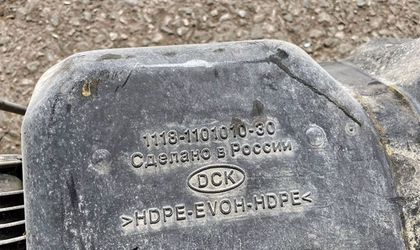 1118-1101010-30
Сделано в России
DCK
>HDPE-EVOH-HDPE<